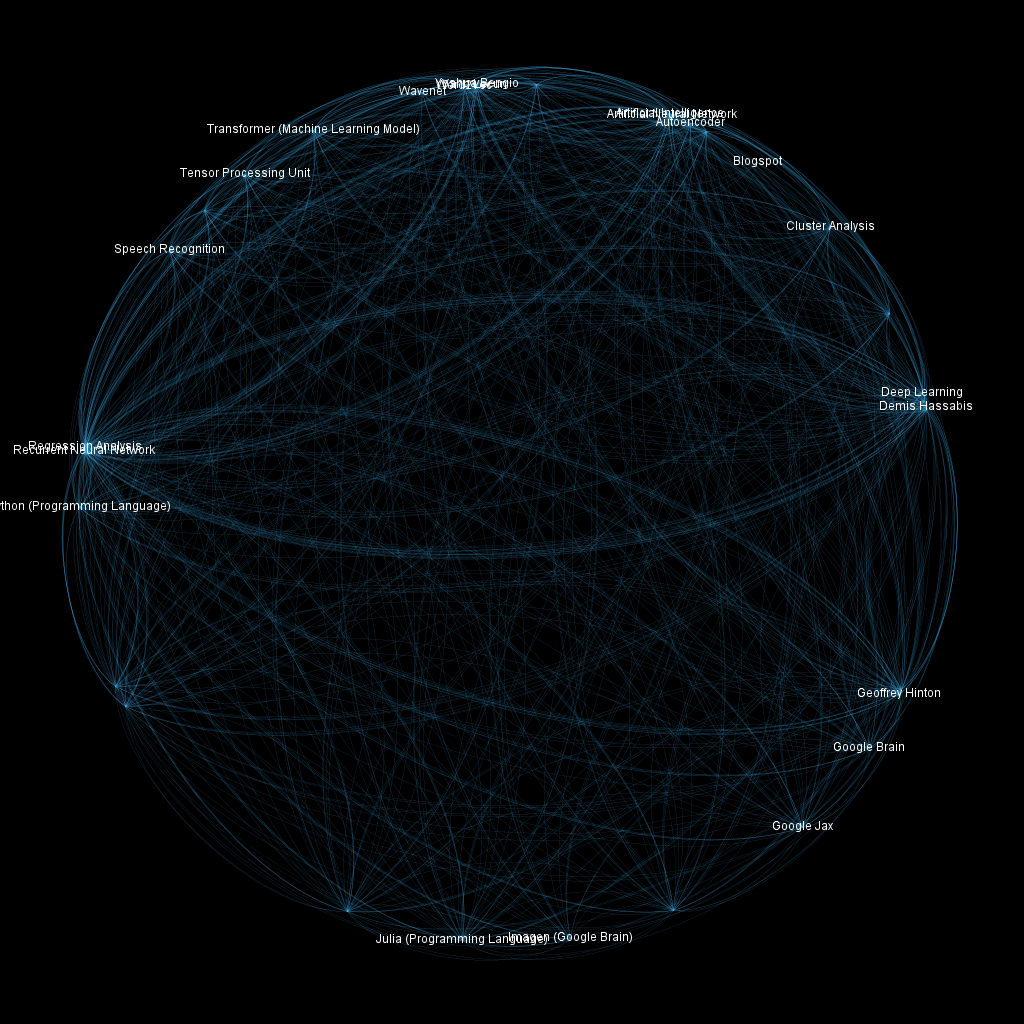 Yoshua Bengio
Wavenet
Artificial Intelligence
Artificial Neural Network
Autoencoder
Transformer (Machine Learning Model)
Blogspot
Tensor Processing Unit
Cluster Analysis
Speech Recognition
Deep Learning
Demis Hassabis
Regression Analysis
Recurrent Neural Network
thon (Programming Language)
Geoffrey Hinton
Google Brain
Google Jax
Julia (Programming Language)
Imagen (Google Brain)